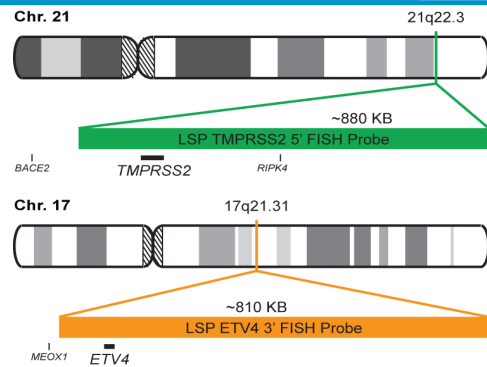 Chr. 21
21q22.3
~880 KB
LSP TMPRSS2 5' FISH Probe
BACE2
TMPRSS2
RIPK4
Chr. 17
17q21.31
~810 KB
LSP ETV4 3' FISH Probe
MEOX1
ETV4